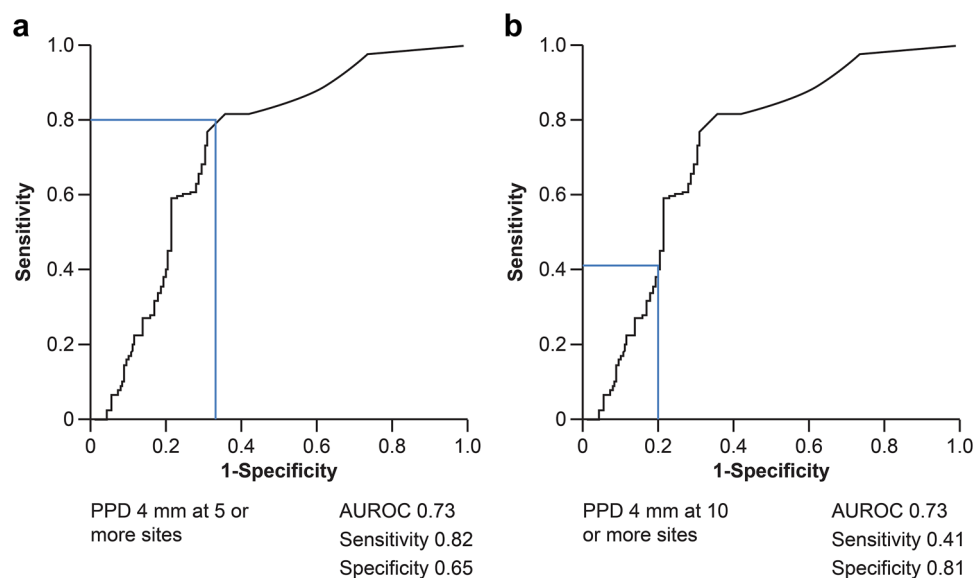 a
1.0
0.8
0.6
0.4
0.2
0
Sensitivity
0 0.2 0.4 0.6 0.8 1.0
1-Specificity
PPD 4 mm at 5 or
more sites
AUROC 0.73
Sensitivity 0.82
Specificity 0.65
b
1.0
0.8
0.6
0.4
0.2
0
Sensitivity
0 0.2 0.4 0.6 0.8 1.0
1-Specificity
PPD 4 mm at 10
or more sites
AUROC 0.73
Sensitivity 0.41
Specificity 0.81